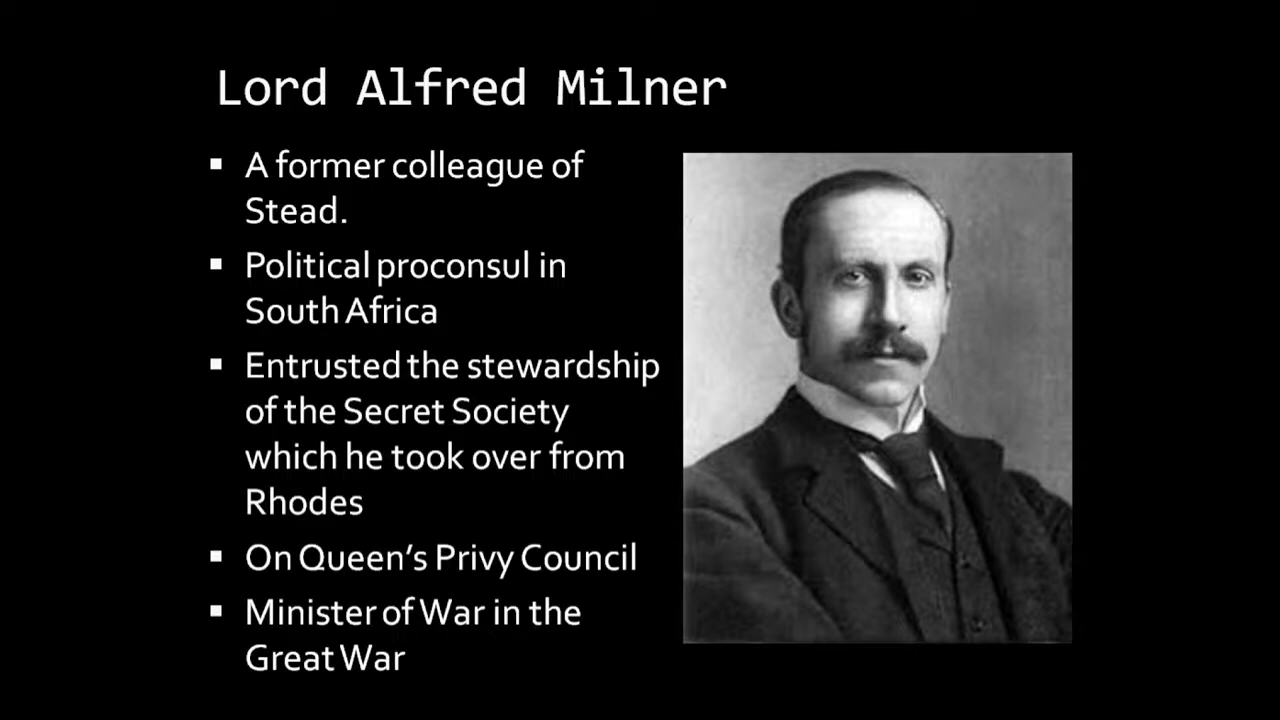 Lord Alfred Milner
▪ A former colleague of
Stead.
▪ Political proconsul in
South Africa
▪ Entrusted the stewardship
of the Secret Society
which he took over from
Rhodes
▪ On Queen's Privy Council
▪ Minister of War in the
Great War